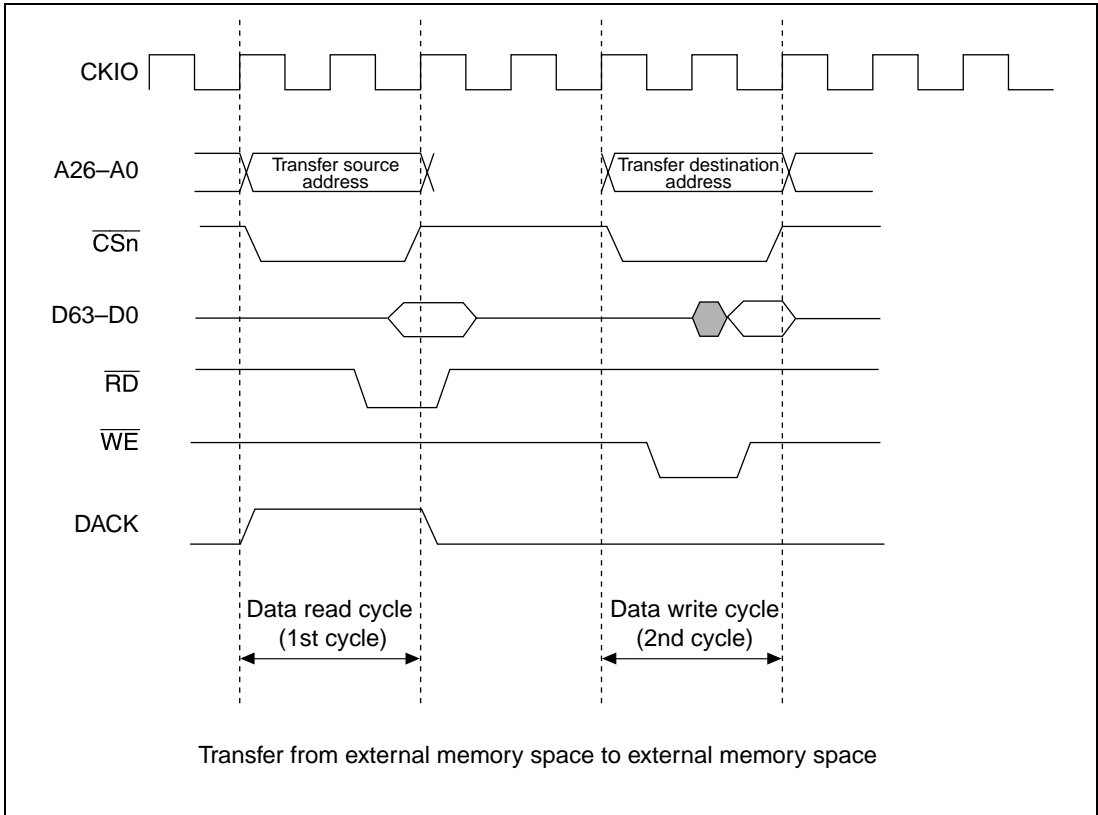 CKIO
A26–A0
Transfer source
address
Transfer destination
address
CSn
D63–D0
RD
WE
DACK
Data read cycle
(1st cycle)
Data write cycle
(2nd cycle)
Transfer from external memory space to external memory space